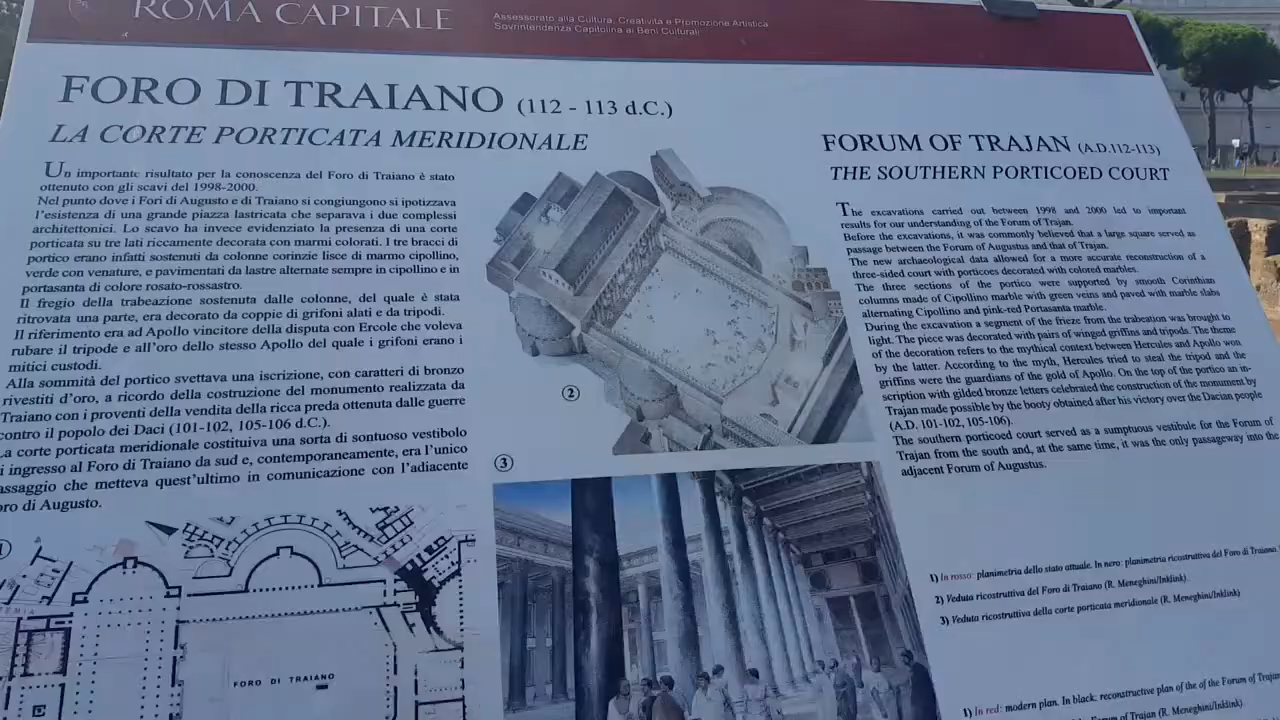 ROMA CAPITALE
Assessorato alla Cultura, Creatività e Promozione Artistica
Sovrintendenza Capitolina ai Beni Culturali
FORO DI TRAIANO (112 - 113 d.C.)
LA CORTE PORTICATA MERIDIONALE
Un importante risultato per la conoscenza del Foro di Traiano è stato
ottenuto con gli scavi del 1998-2000.
Nel punto dove i Fori di Augusto e di Traiano si congiungono si ipotizzava
l'esistenza di una grande piazza lastricata che separava i due complessi
architettonici. Lo scavo ha invece evidenziato la presenza di una corte
porticata su tre lati riccamente decorata con marmi colorati. I tre bracci di
portico erano infatti sostenuti da colonne corinzie lisce di marmo cipollino,
verde con venature, e pavimentati da lastre alternate sempre in cipollino e in
portasanta di colore rosato-rossastro.
Il fregio della trabeazione sostenuta dalle colonne, del quale è stata
ritrovata una parte, era decorato da coppie di grifoni alati e da tripodi.
Il riferimento era ad Apollo vincitore della disputa con Ercole che voleva
rubare il tripode e all'oro dello stesso Apollo del quale i grifoni erano i
mitici custodi.
Alla sommità del portico svettava una iscrizione, con caratteri di bronzo
rivestiti d'oro, a ricordo della costruzione del monumento realizzata da
Traiano con i proventi della vendita della ricca preda ottenuta dalle guerre
contro il popolo dei Daci (101-102, 105-106 d.C.).
La corte porticata meridionale costituiva una sorta di sontuoso vestibolo
i ingresso al Foro di Traiano da sud e, contemporaneamente, era l'unico
assaggio che metteva quest'ultimo in comunicazione con l'adiacente
oro di Augusto.
FORUM OF TRAJAN (A.D.112-113)
THE SOUTHERN PORTICOED COURT
The excavations carried out between 1998 and 2000 led to important
results for our understanding of the Forum of Trajan.
Before the excavations, it was commonly believed that a large square served as
passage between the Forum of Augustus and that of Trajan.
The new archaeological data allowed for a more accurate reconstruction of a
three-sided court with porticoes decorated with colored marbles.
The three sections of the portico were supported by smooth Corinthian
columns made of Cipollino marble with green veins and paved with marble slabs
alternating Cipollino and pink-red Portasanta marble.
During the excavation a segment of the frieze from the trabeation was brought to
light. The piece was decorated with pairs of winged griffins and tripods. The theme
of the decoration refers to the mythical context between Hercules and Apollo won
by the latter. According to the myth, Hercules tried to steal the tripod and the
griffins were the guardians of the gold of Apollo. On the top of the portico an in-
scription with gilded bronze letters celebrated the construction of the monument by
Trajan made possible by the booty obtained after his victory over the Dacian people
(A.D. 101-102, 105-106).
The southern porticoed court served as a sumptuous vestibule for the Forum of
Trajan from the south and, at the same time, it was the only passageway into the
adjacent Forum of Augustus.
2
3
1
FORO DI TRAIANO
1) In rosso: planimetria dello stato attuale. In nero: planimetria ricostruttiva del Foro di Traiano.
2) Veduta ricostruttiva del Foro di Traiano (R. Meneghini/Inklink).
3) Veduta ricostruttiva della corte porticata meridionale (R. Meneghini/Inklink)
1) In red: modern plan. In black: reconstructive plan of the of the Forum of Trajan
Forum of Trajan (R. Meneghini/Inklink)